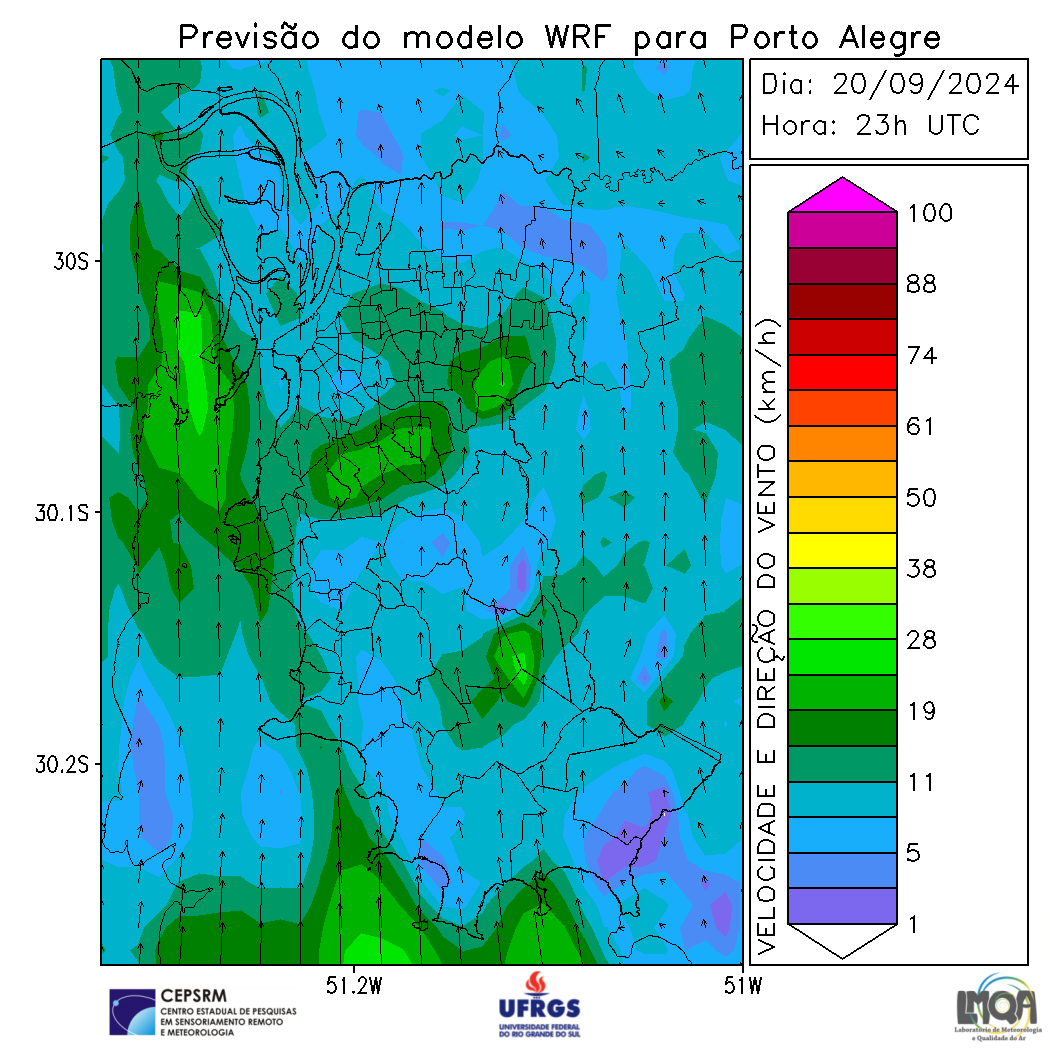 Previsão do modelo WRF para Porto Alegre
Dia: 20/09/2024
Hora: 23h UTC
30S
30.1S
30.2S
51.2W
51W
VELOCIDADE E DIREÇÃO DO VENTO (km/h)
100
88
74
61
50
38
28
19
11
5
1
CEPSRM
CENTRO ESTADUAL DE PESQUISAS
EM SENSORIAMENTO REMOTO
E METEOROLOGIA
UFRGS
UNIVERSIDADE FEDERAL
DO RIO GRANDE DO SUL
LMQA
Laboratório de Meteorologia
e Qualidade do Ar